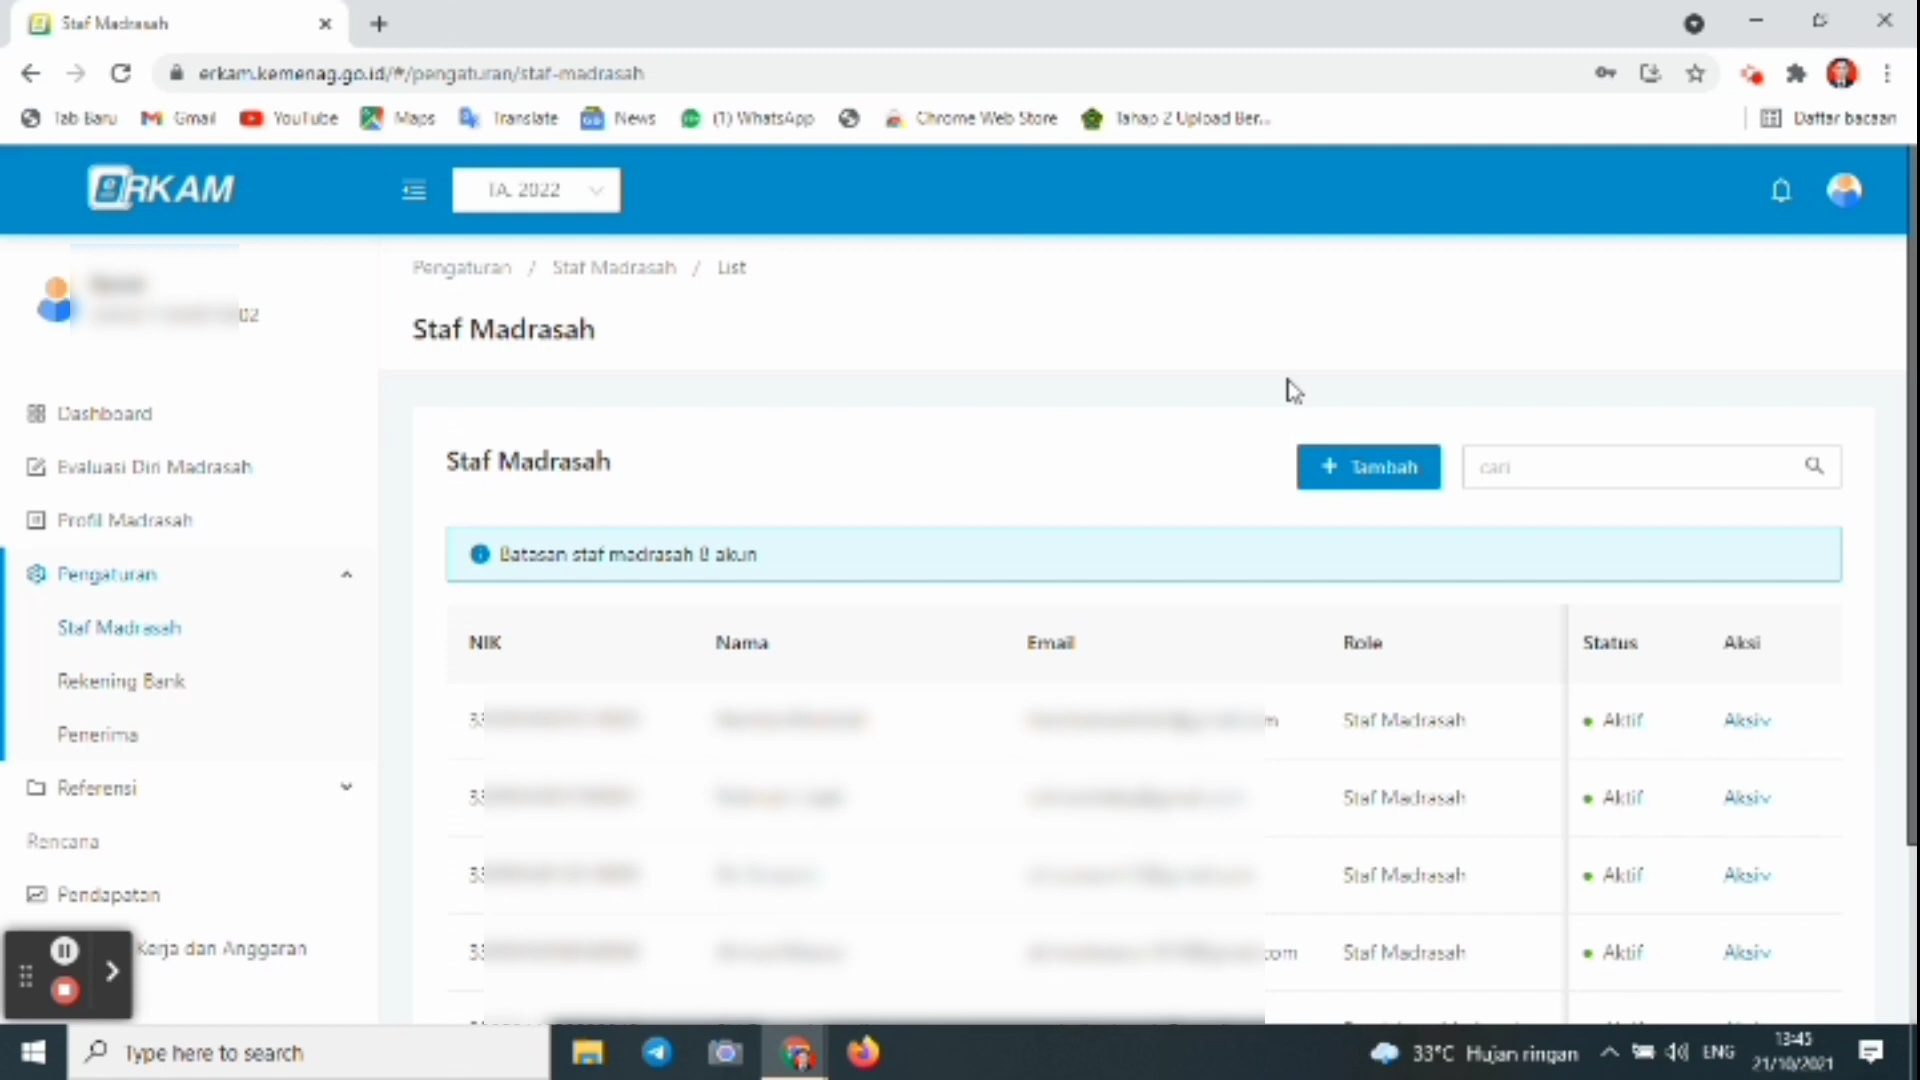 Staf Madrasah
erkam.kemenag.go.id/#/pengaturan/staf-madrasah
Tab Baru Gmail YouTube Maps Translate News (1) WhatsApp Chrome Web Store Tahap 2 Upload Ber... Daftar bacaan
eRKAM TA. 2022
Pengaturan / Staf Madrasah / List
02
Staf Madrasah
Dashboard
Evaluasi Diri Madrasah
Profil Madrasah
Pengaturan
Staf Madrasah
Rekening Bank
Penerima
Referensi
Rencana
Pendapatan
Kerja dan Anggaran
Staf Madrasah + Tambah cari
Batasan staf madrasah 8 akun
NIK Nama Email Role Status Aksi
Staf Madrasah Aktif Aksi
Staf Madrasah Aktif Aksi
Staf Madrasah Aktif Aksi
com Staf Madrasah Aktif Aksi
Type here to search
33°C Hujan ringan ENG 13:45
21/10/2021